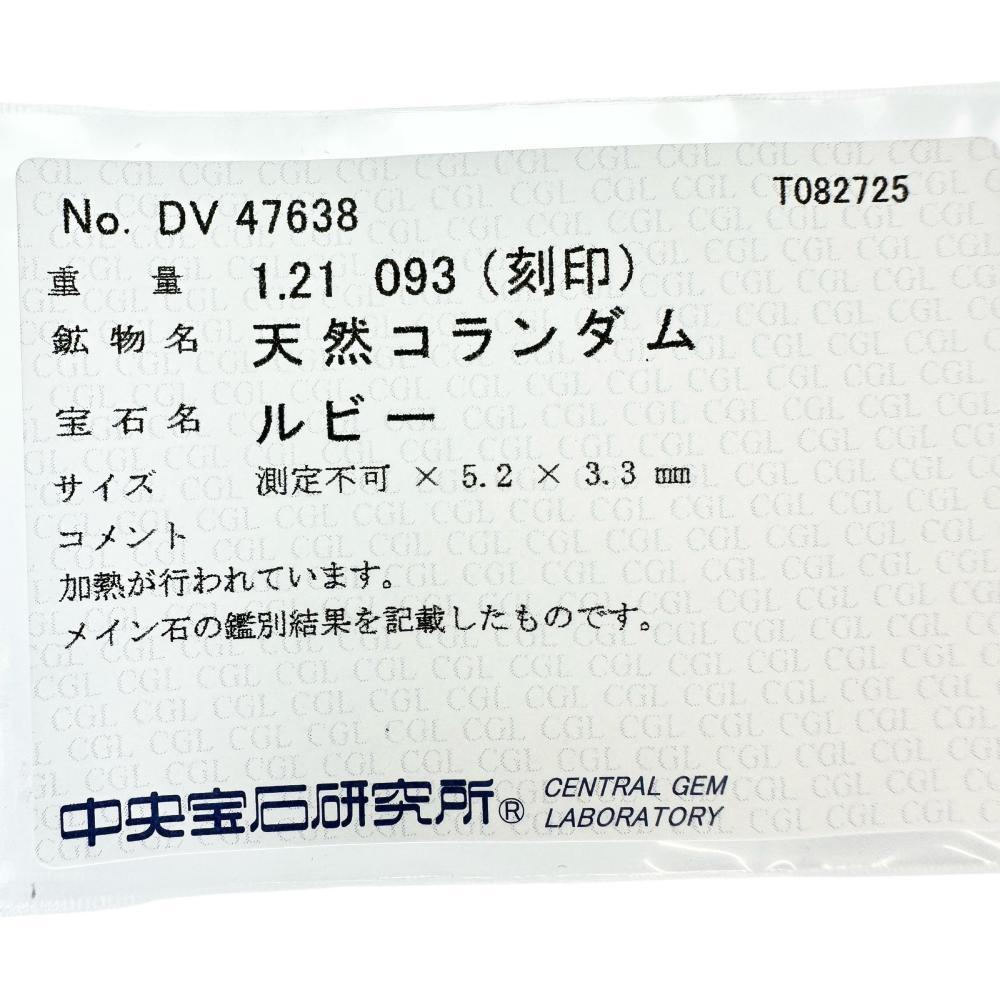 T082725
No. DV 47638
重量 1.21 093 (刻印)
鉱物名 天然コランダム
宝石名 ルビー
サイズ 測定不可 × 5.2 × 3.3 mm
コメント
加熱が行われています。
メイン石の鑑別結果を記載したものです。
中央宝石研究所® CENTRAL GEM
LABORATORY